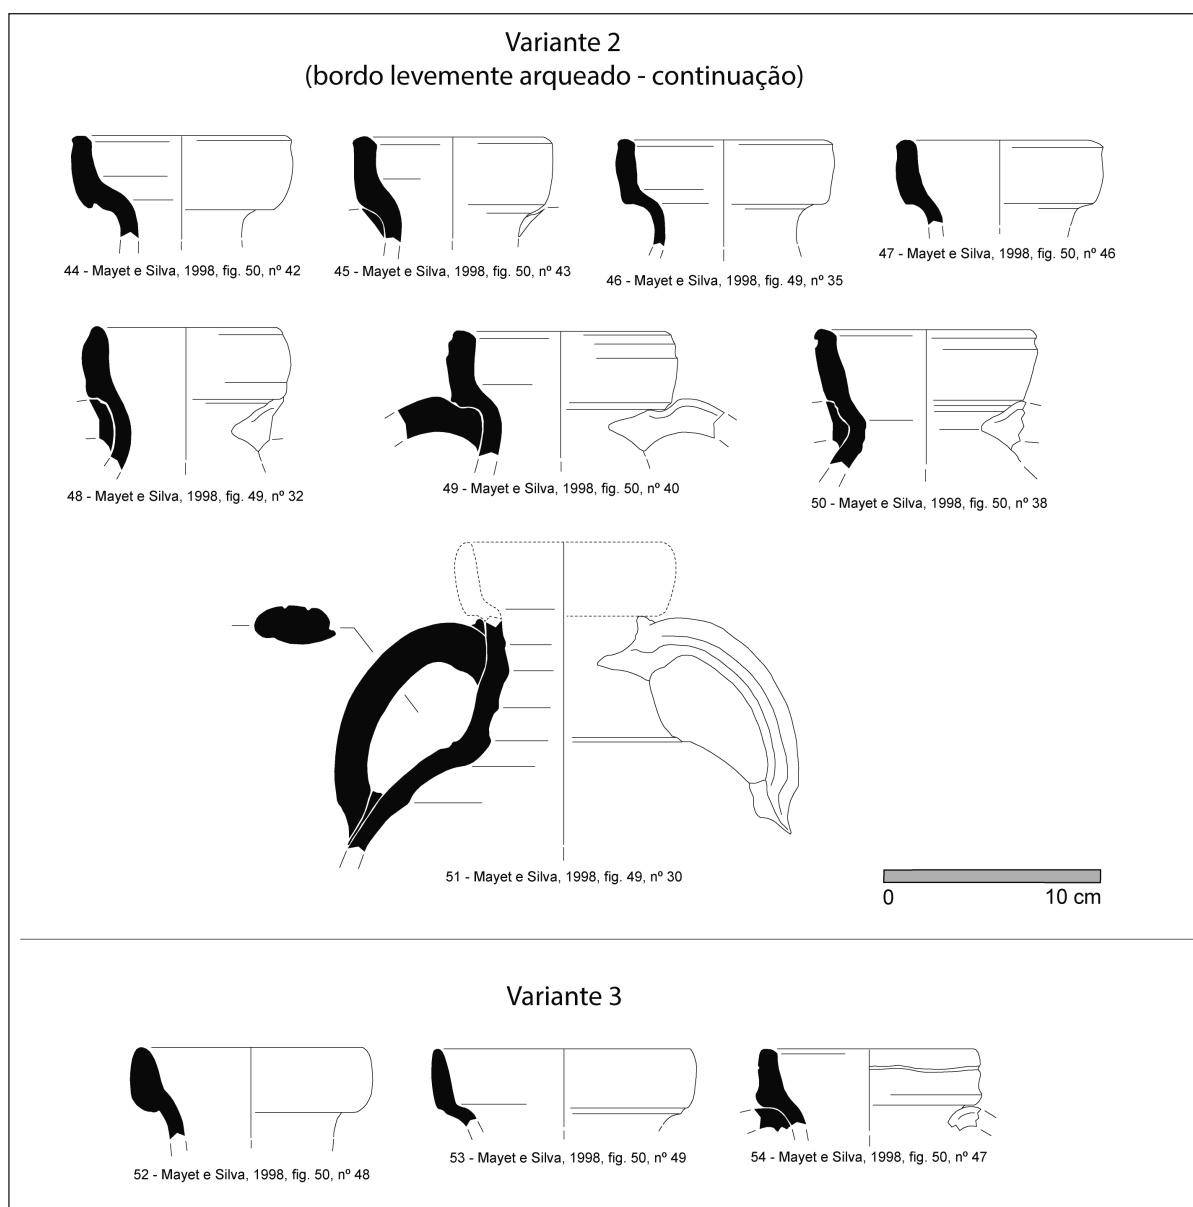 Variante 2
(bordo levemente arqueado - continuação)
44 - Mayet e Silva, 1998, fig. 50, nº 42
45 - Mayet e Silva, 1998, fig. 50, nº 43
46 - Mayet e Silva, 1998, fig. 49, nº 35
47 - Mayet e Silva, 1998, fig. 50, nº 46
48 - Mayet e Silva, 1998, fig. 49, nº 32
49 - Mayet e Silva, 1998, fig. 50, nº 40
50 - Mayet e Silva, 1998, fig. 50, nº 38
51 - Mayet e Silva, 1998, fig. 49, nº 30
0 10 cm
Variante 3
52 - Mayet e Silva, 1998, fig. 50, nº 48
53 - Mayet e Silva, 1998, fig. 50, nº 49
54 - Mayet e Silva, 1998, fig. 50, nº 47